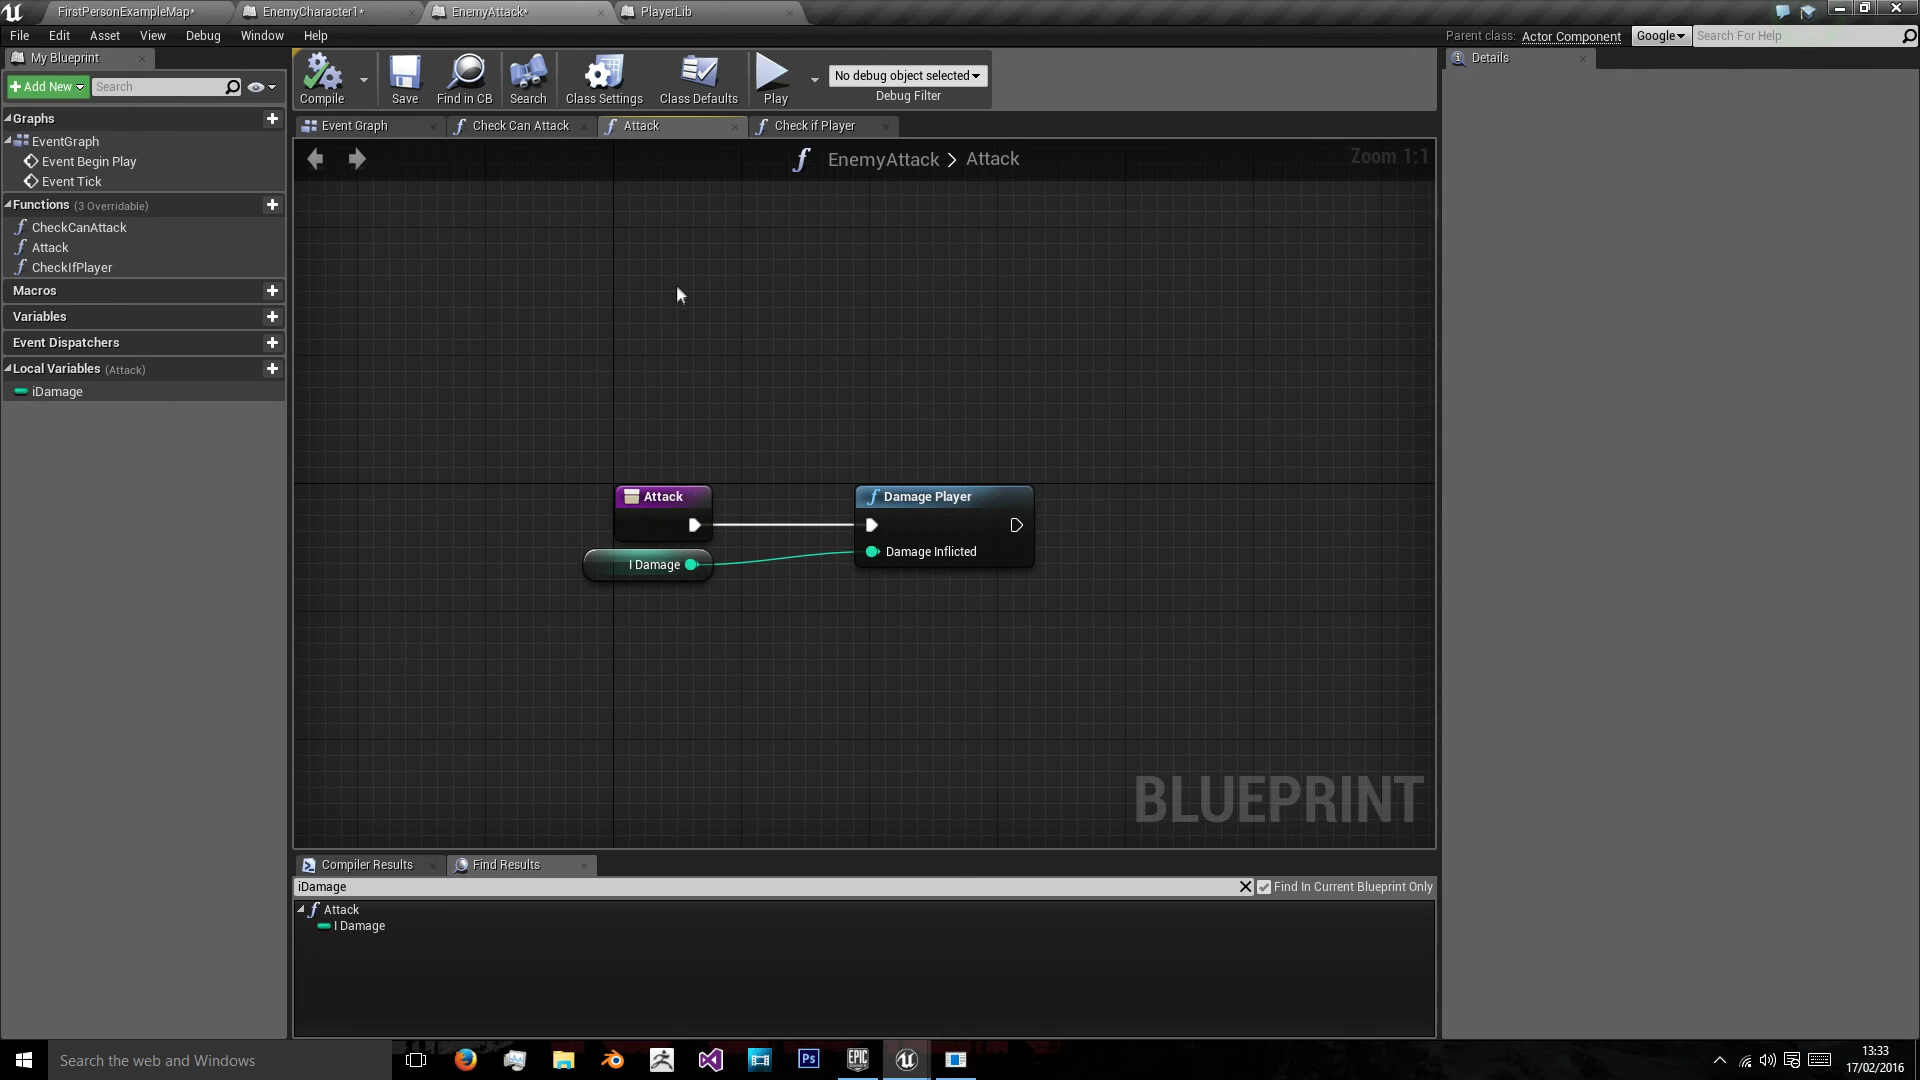 FirstPersonExampleMap*
EnemyCharacter1*
EnemyAttack*
PlayerLib
File Edit Asset View Debug Window Help
Parent class: Actor Component
Google
Search For Help
My Blueprint
Add New
Search
Graphs
EventGraph
Event Begin Play
Event Tick
Functions (3 Overridable)
CheckCanAttack
Attack
CheckIfPlayer
Macros
Variables
Event Dispatchers
Local Variables (Attack)
iDamage
Compile
Save
Find in CB
Search
Class Settings
Class Defaults
Play
No debug object selected
Debug Filter
Event Graph
Check Can Attack
Attack
Check if Player
EnemyAttack > Attack
Zoom 1:1
Attack
I Damage
Damage Player
Damage Inflicted
BLUEPRINT
Compiler Results
Find Results
iDamage
Find In Current Blueprint Only
Attack
I Damage
Details
Search the web and Windows
Ps
EPIC
13:33
17/02/2016